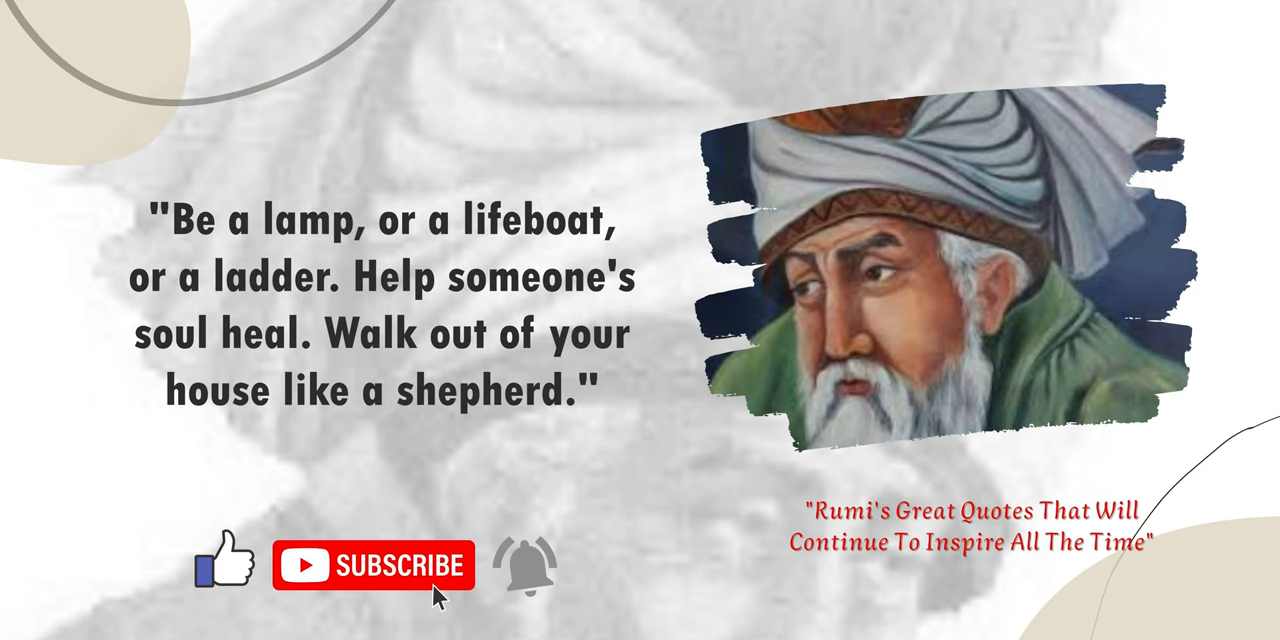 "Be a lamp, or a lifeboat,
or a ladder. Help someone's
soul heal. Walk out of your
house like a shepherd."
"Rumi's Great Quotes That Will
Continue To Inspire All The Time"
SUBSCRIBE